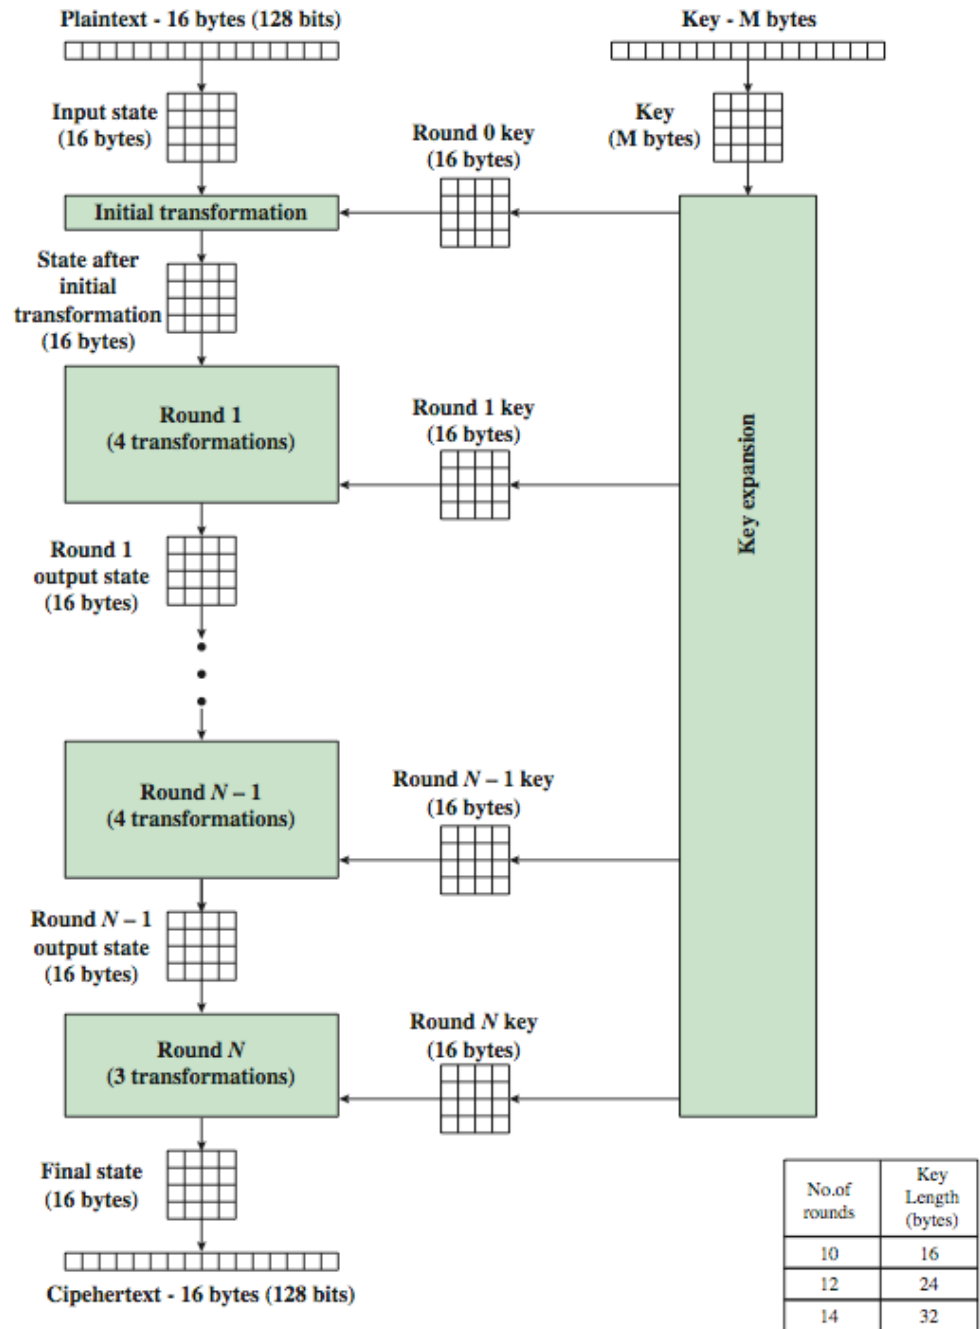 Plaintext - 16 bytes (128 bits)
Key - M bytes
Input state
(16 bytes)
Key
(M bytes)
Round 0 key
(16 bytes)
Initial transformation
State after
initial
transformation
(16 bytes)
Round 1
(4 transformations)
Round 1 key
(16 bytes)
Key expansion
Round 1
output state
(16 bytes)
Round N – 1
(4 transformations)
Round N – 1 key
(16 bytes)
Round N – 1
output state
(16 bytes)
Round N
(3 transformations)
Round N key
(16 bytes)
Final state
(16 bytes)
Cipehertext - 16 bytes (128 bits)
No.of
rounds
Key
Length
(bytes)
10 16
12 24
14 32